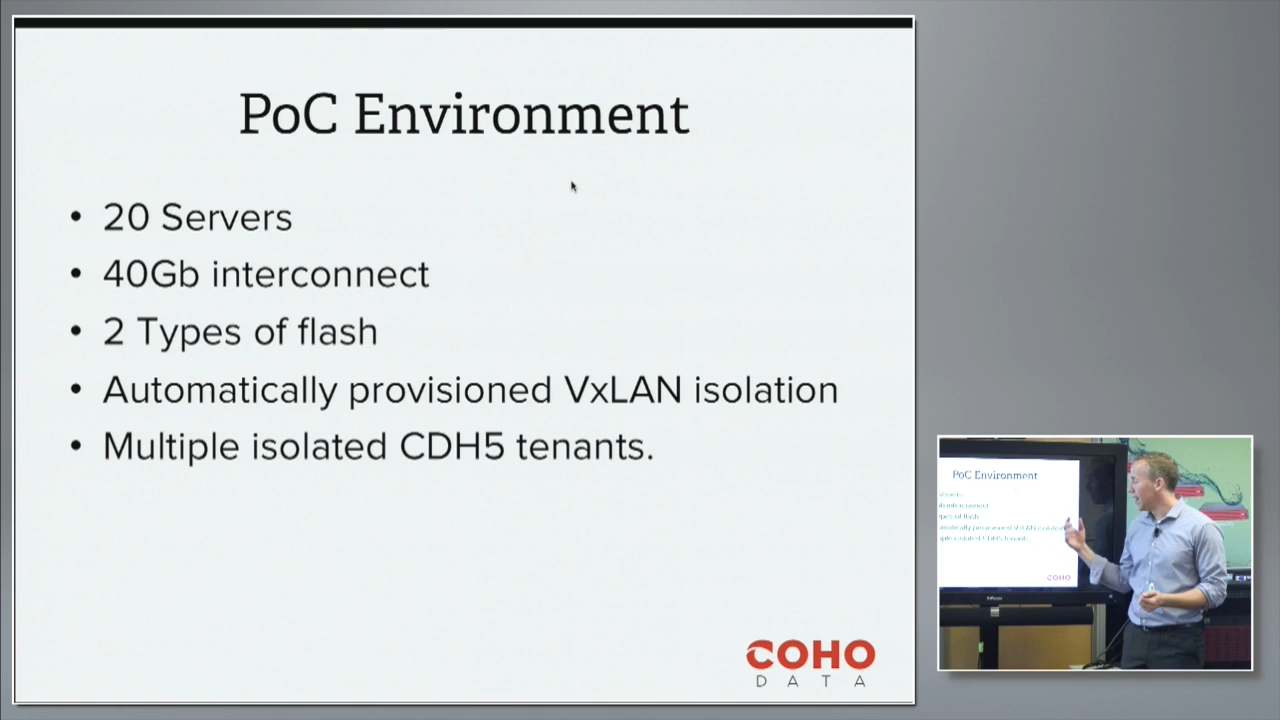 PoC Environment
• 20 Servers
• 40Gb interconnect
• 2 Types of flash
• Automatically provisioned VxLAN isolation
• Multiple isolated CDH5 tenants.
COHO
DATA
PoC Environment
COHO